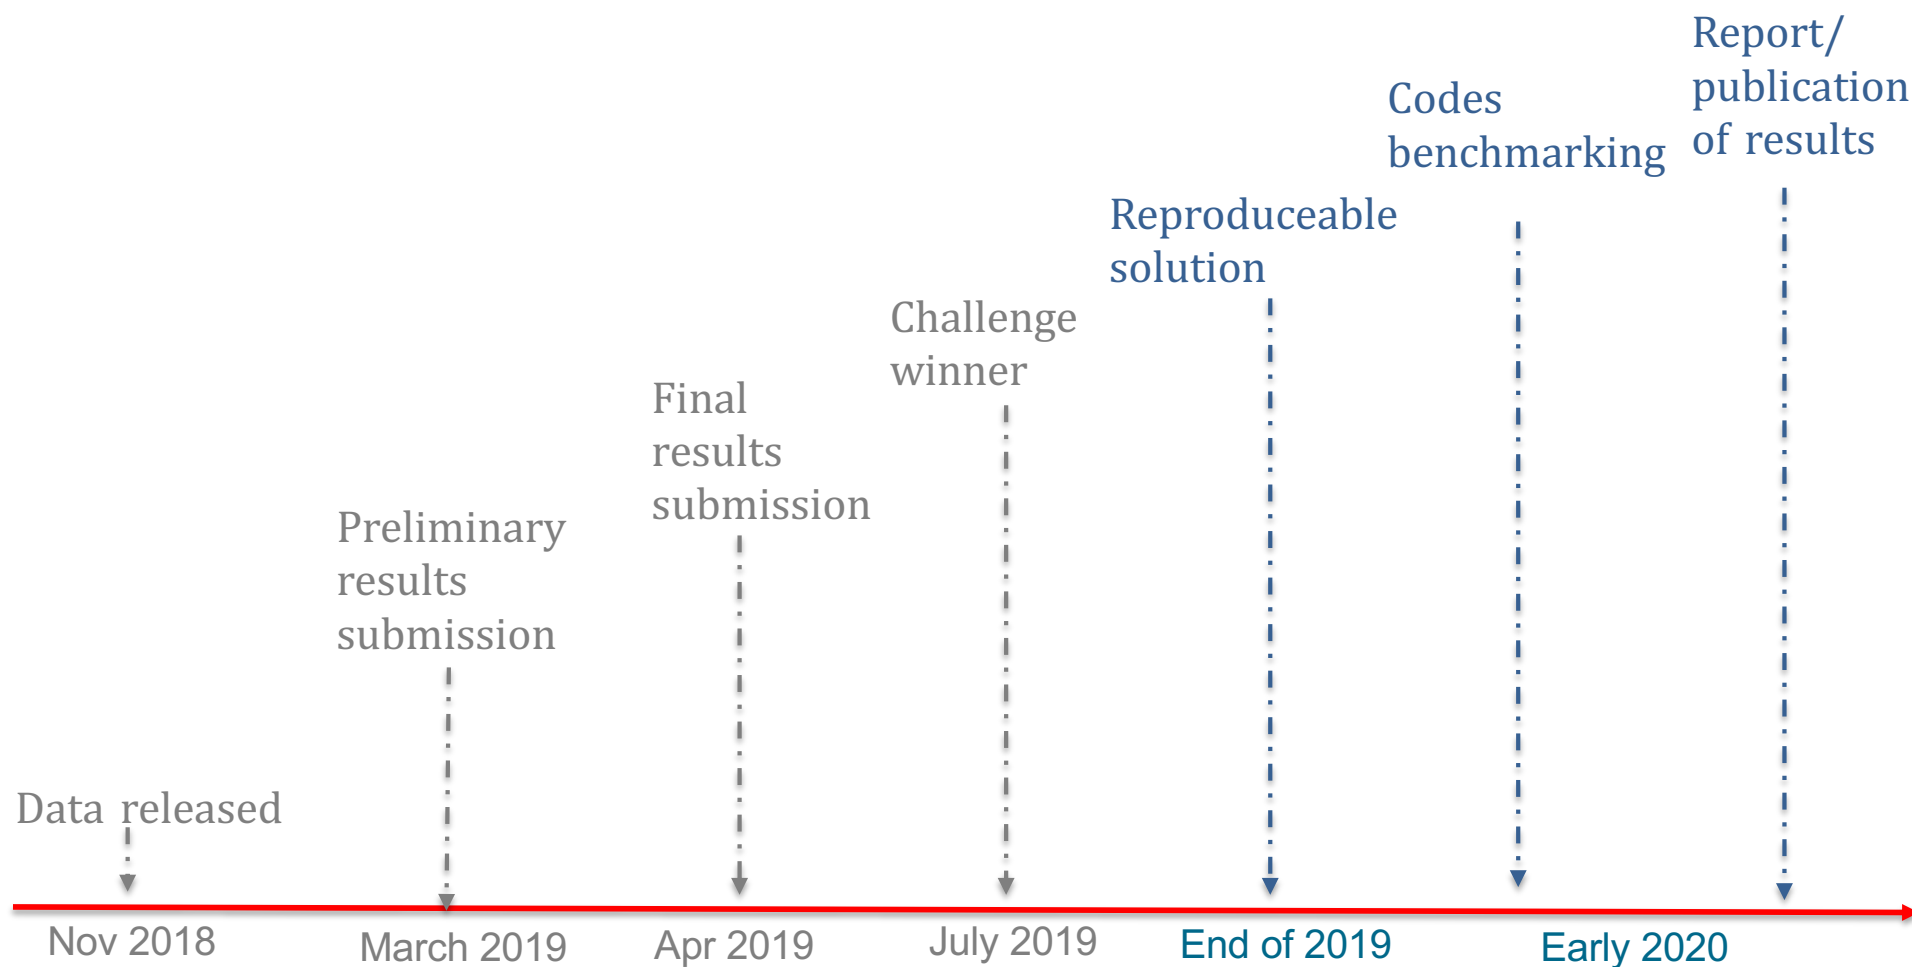 Report/
publication
of results
Codes
benchmarking
Reproduceable
solution
Challenge
winner
Final
results
submission
Preliminary
results
submission
Data released
Nov 2018
March 2019
Apr 2019
July 2019
End of 2019
Early 2020